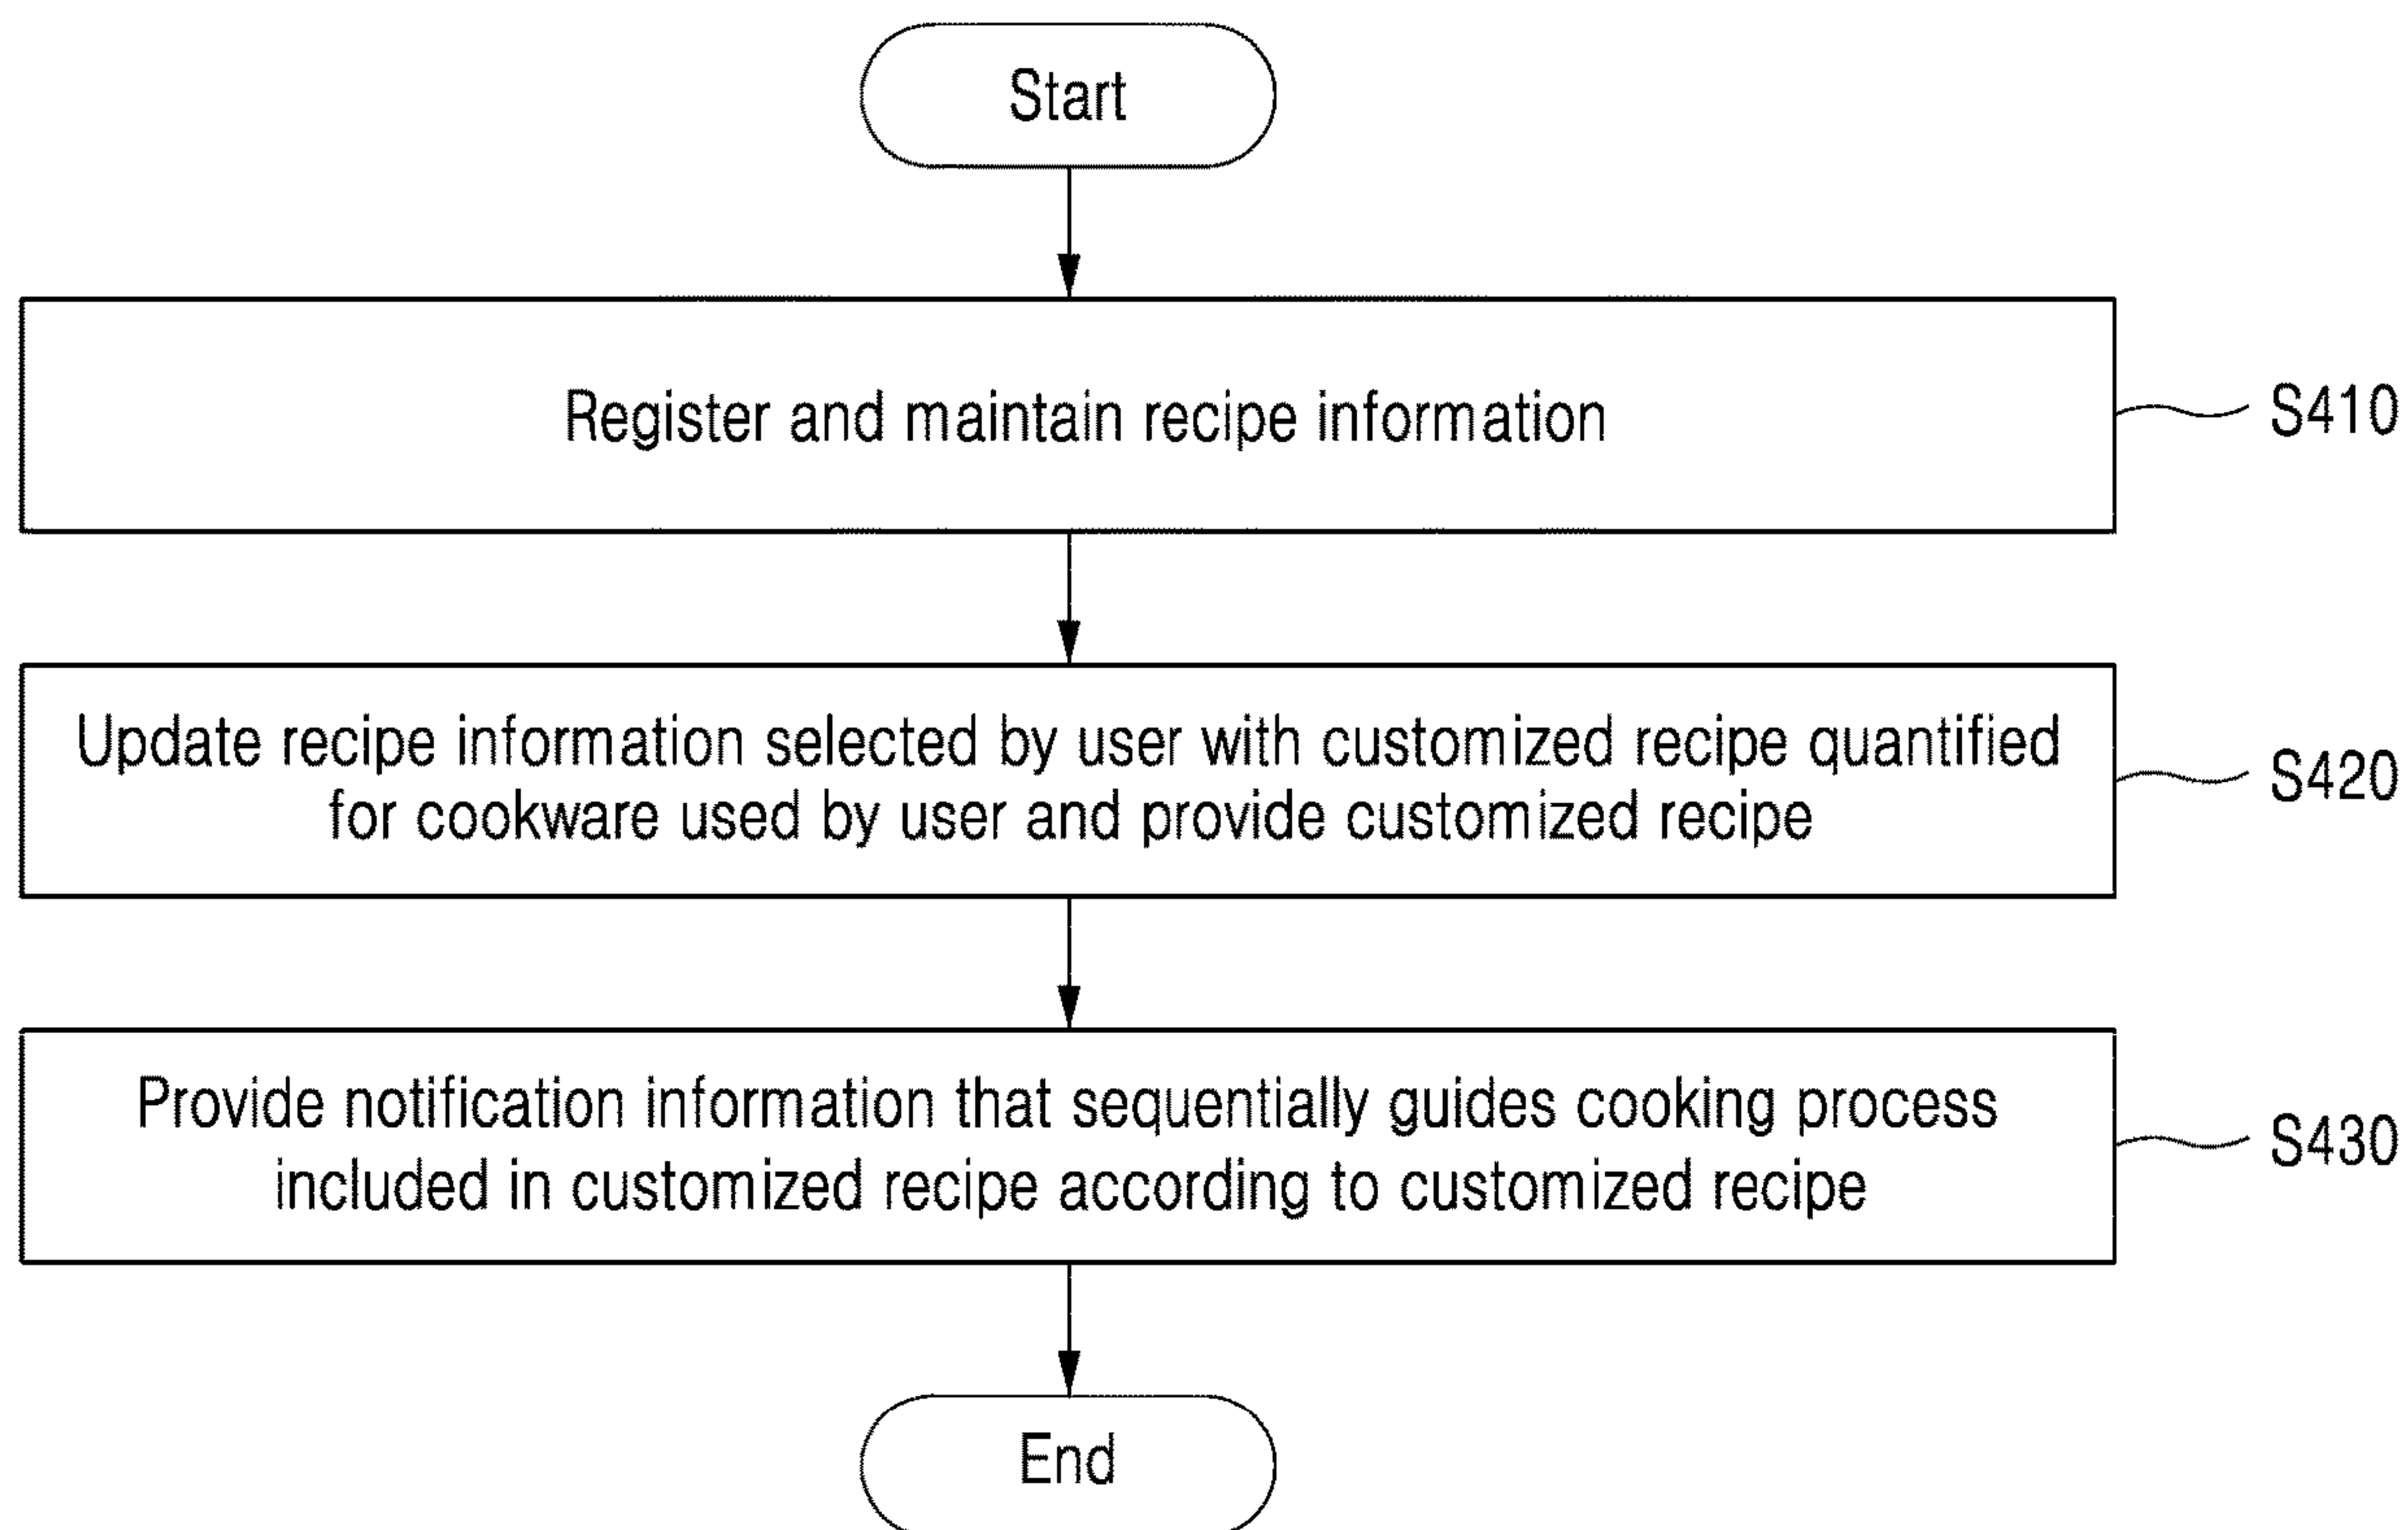 Start
Register and maintain recipe information
S410
Update recipe information selected by user with customized recipe quantified
for cookware used by user and provide customized recipe
S420
Provide notification information that sequentially guides cooking process
included in customized recipe according to customized recipe
S430
End